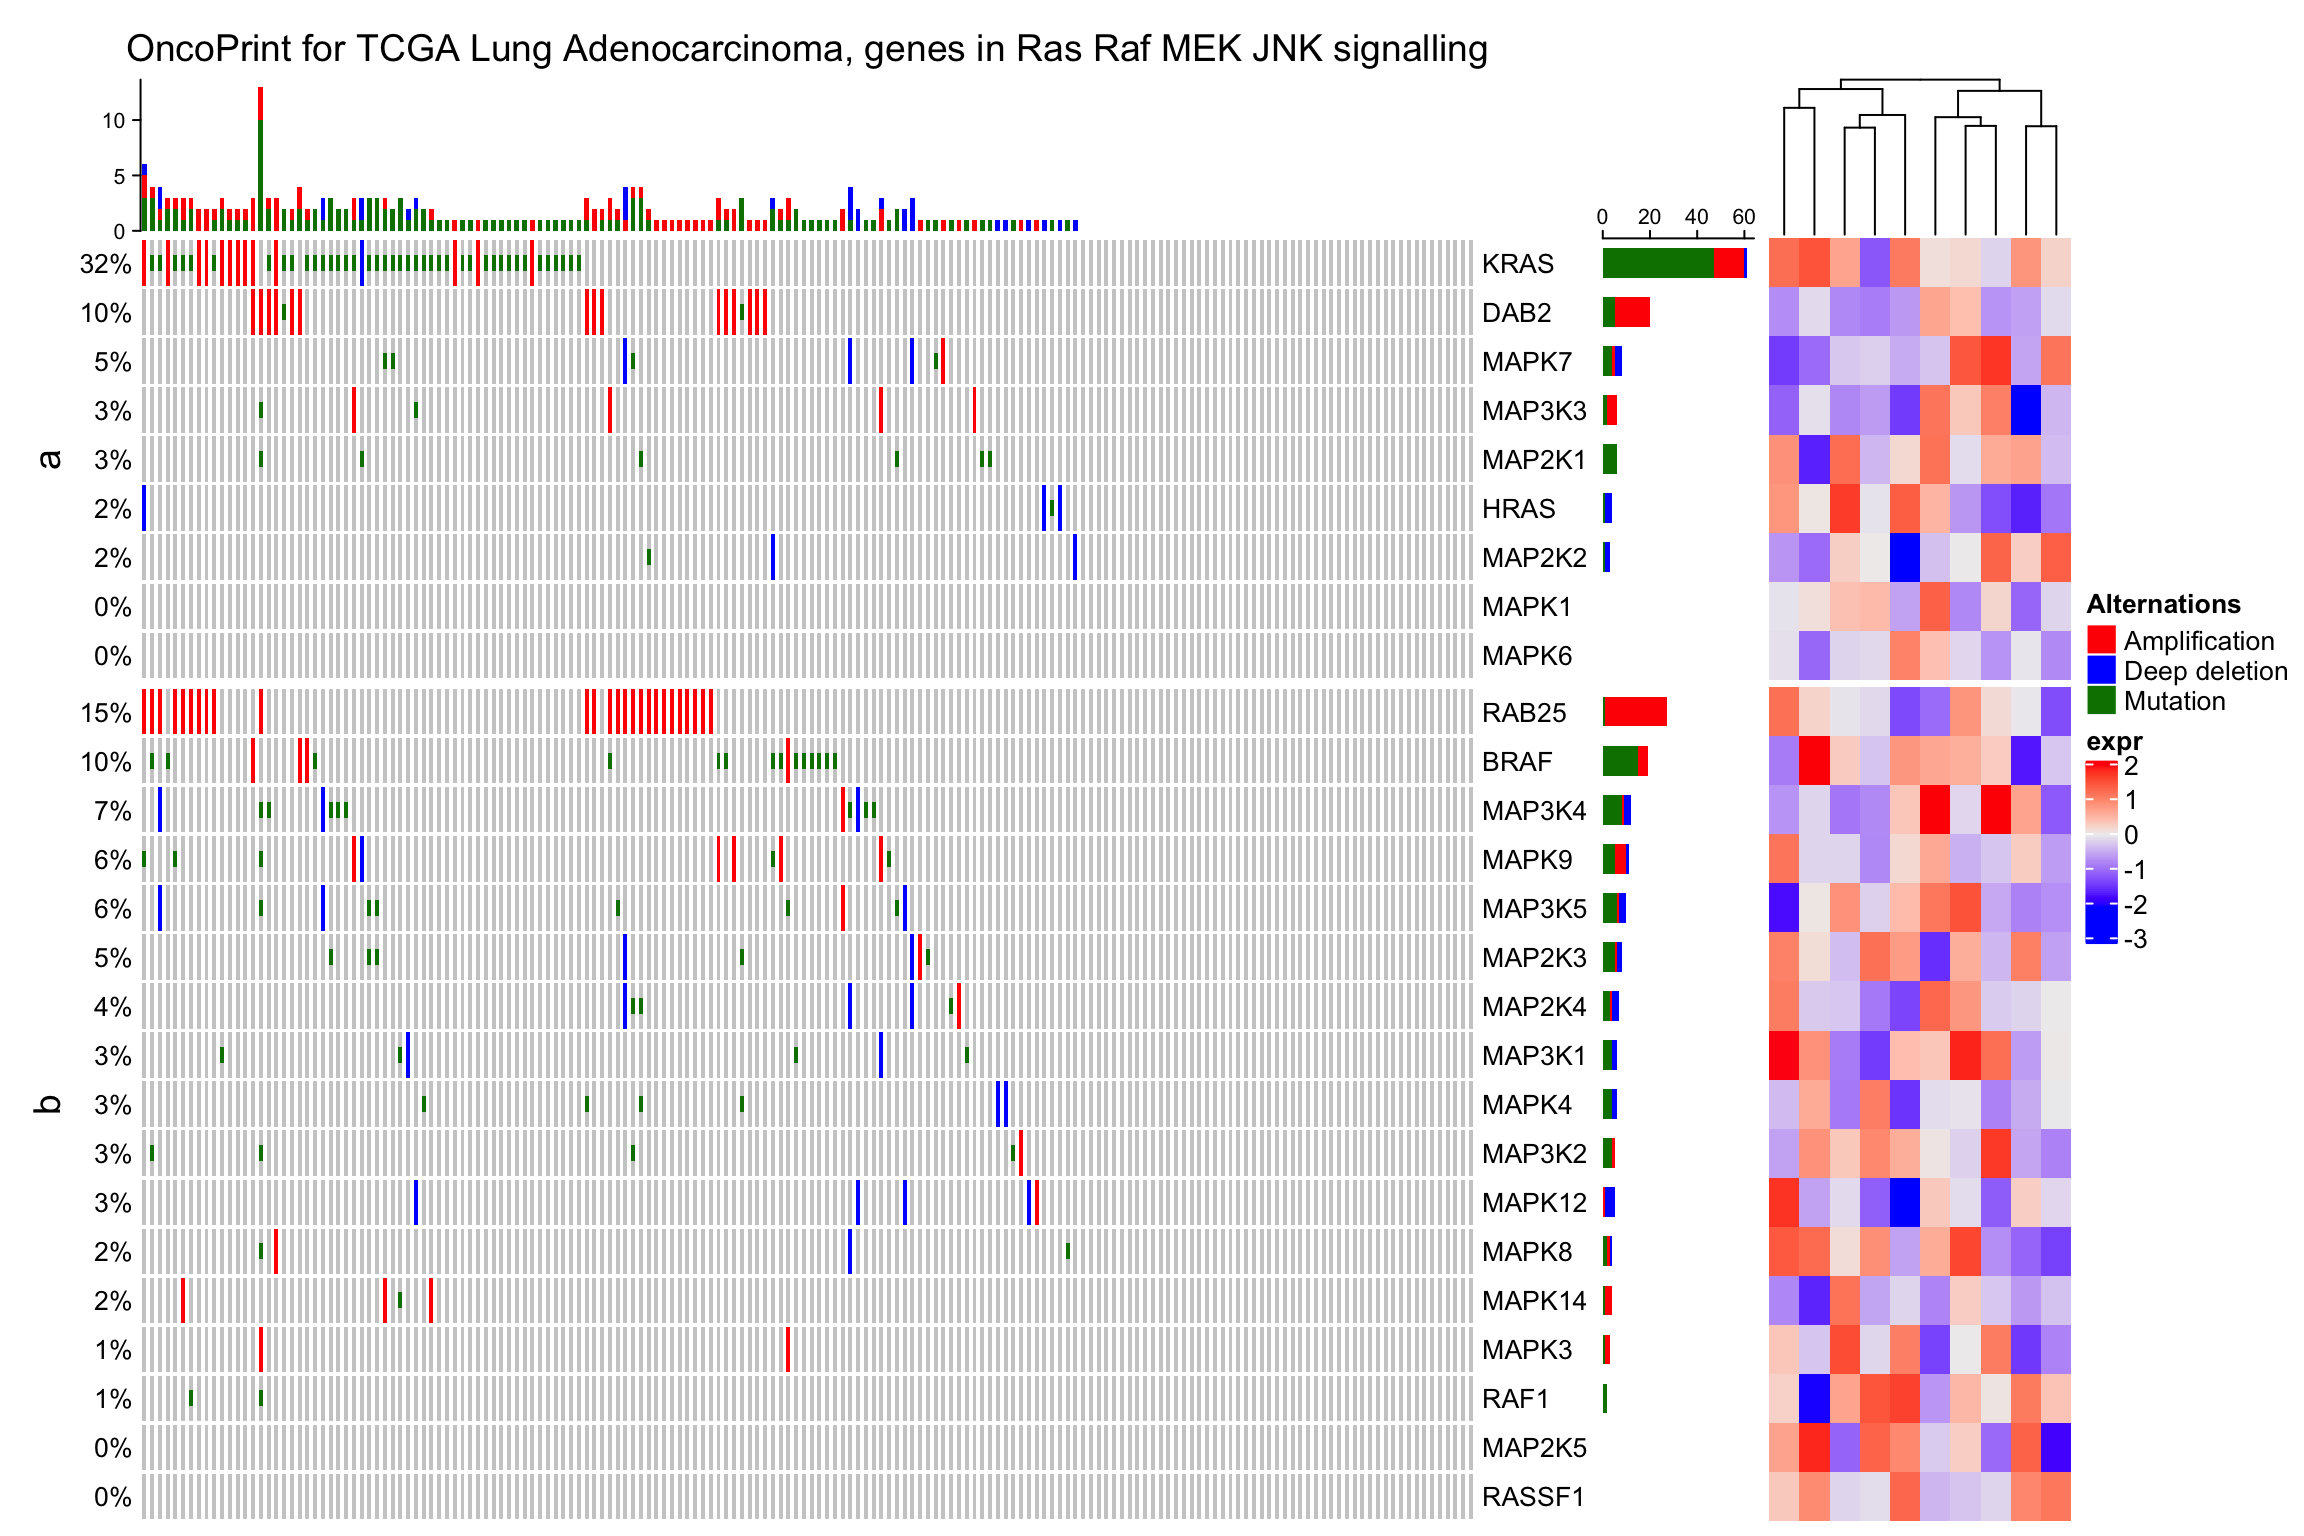 OncoPrint for TCGA Lung Adenocarcinoma, genes in Ras Raf MEK JNK signalling
10
5
0
0 20 40 60
a
32% KRAS
10% DAB2
5% MAPK7
3% MAP3K3
3% MAP2K1
2% HRAS
2% MAP2K2
0% MAPK1
0% MAPK6
b
15% RAB25
10% BRAF
7% MAP3K4
6% MAPK9
6% MAP3K5
5% MAP2K3
4% MAP2K4
3% MAP3K1
3% MAPK4
3% MAP3K2
3% MAPK12
2% MAPK8
2% MAPK14
1% MAPK3
1% RAF1
0% MAP2K5
0% RASSF1
Alternations
Amplification
Deep deletion
Mutation
expr
2
1
0
-1
-2
-3